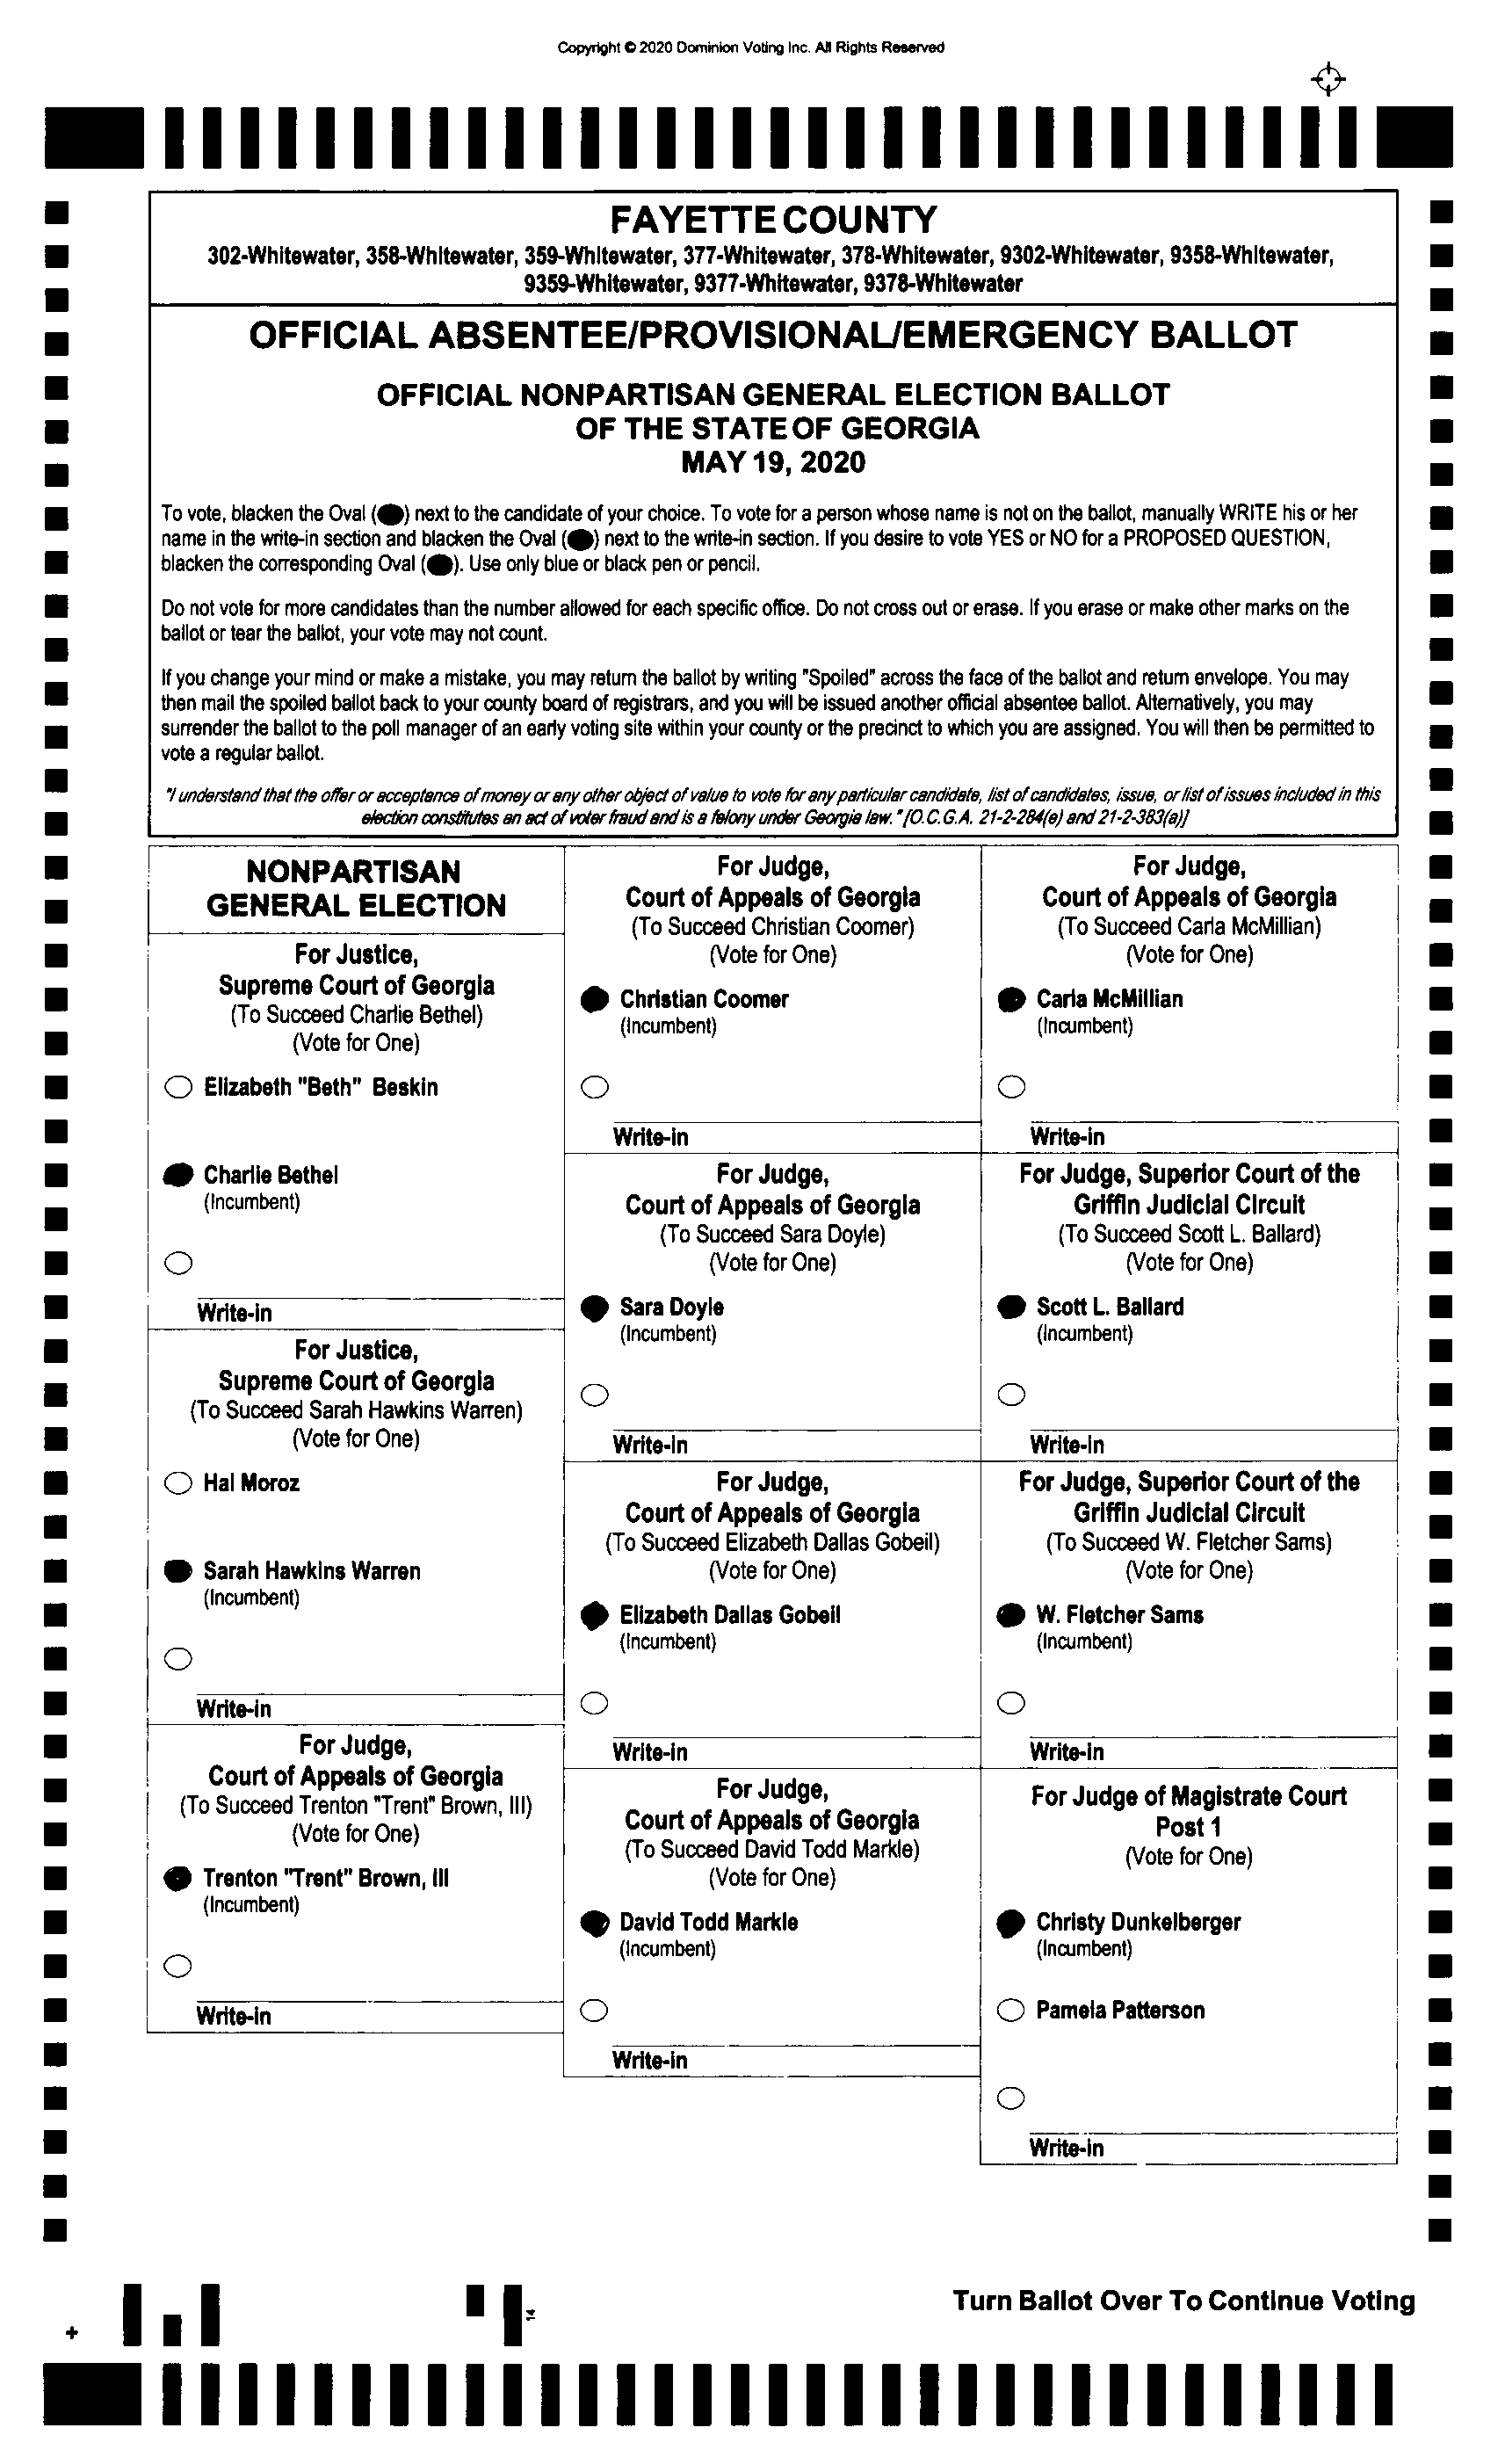 Copyright © 2020 Dominion Voting Inc. All Rights Reserved
FAYETTE COUNTY
302-Whitewater, 358-Whitewater, 359-Whitewater, 377-Whitewater, 378-Whitewater, 9302-Whitewater, 9358-Whitewater,
9359-Whitewater, 9377-Whitewater, 9378-Whitewater
OFFICIAL ABSENTEE/PROVISIONAL/EMERGENCY BALLOT
OFFICIAL NONPARTISAN GENERAL ELECTION BALLOT
OF THE STATE OF GEORGIA
MAY 19, 2020
To vote, blacken the Oval ( ) next to the candidate of your choice. To vote for a person whose name is not on the ballot, manually WRITE his or her
name in the write-in section and blacken the Oval ( ) next to the write-in section. If you desire to vote YES or NO for a PROPOSED QUESTION,
blacken the corresponding Oval ( ). Use only blue or black pen or pencil.
Do not vote for more candidates than the number allowed for each specific office. Do not cross out or erase. If you erase or make other marks on the
ballot or tear the ballot, your vote may not count.
If you change your mind or make a mistake, you may return the ballot by writing "Spoiled" across the face of the ballot and return envelope. You may
then mail the spoiled ballot back to your county board of registrars, and you will be issued another official absentee ballot. Alternatively, you may
surrender the ballot to the poll manager of an early voting site within your county or the precinct to which you are assigned. You will then be permitted to
vote a regular ballot.
"I understand that the offer or acceptance of money or any other object of value to vote for any particular candidate, list of candidates, issue, or list of issues included in this
election constitutes an act of voter fraud and is a felony under Georgia law." [O.C.G.A. 21-2-284(e) and 21-2-383(a)]
NONPARTISAN
GENERAL ELECTION
For Justice,
Supreme Court of Georgia
(To Succeed Charlie Bethel)
(Vote for One)
Elizabeth "Beth" Beskin
Charlie Bethel
(Incumbent)
Write-in
For Justice,
Supreme Court of Georgia
(To Succeed Sarah Hawkins Warren)
(Vote for One)
Hal Moroz
Sarah Hawkins Warren
(Incumbent)
Write-in
For Judge,
Court of Appeals of Georgia
(To Succeed Trenton "Trent" Brown, III)
(Vote for One)
Trenton "Trent" Brown, III
(Incumbent)
Write-in
For Judge,
Court of Appeals of Georgia
(To Succeed Christian Coomer)
(Vote for One)
Christian Coomer
(Incumbent)
Write-in
For Judge,
Court of Appeals of Georgia
(To Succeed Sara Doyle)
(Vote for One)
Sara Doyle
(Incumbent)
Write-in
For Judge,
Court of Appeals of Georgia
(To Succeed Elizabeth Dallas Gobeil)
(Vote for One)
Elizabeth Dallas Gobeil
(Incumbent)
Write-in
For Judge,
Court of Appeals of Georgia
(To Succeed David Todd Markle)
(Vote for One)
David Todd Markle
(Incumbent)
Write-in
For Judge,
Court of Appeals of Georgia
(To Succeed Carla McMillian)
(Vote for One)
Carla McMillian
(Incumbent)
Write-in
For Judge, Superior Court of the
Griffin Judicial Circuit
(To Succeed Scott L. Ballard)
(Vote for One)
Scott L. Ballard
(Incumbent)
Write-in
For Judge, Superior Court of the
Griffin Judicial Circuit
(To Succeed W. Fletcher Sams)
(Vote for One)
W. Fletcher Sams
(Incumbent)
Write-in
For Judge of Magistrate Court
Post 1
(Vote for One)
Christy Dunkelberger
(Incumbent)
Pamela Patterson
Write-in
Turn Ballot Over To Continue Voting
14
+